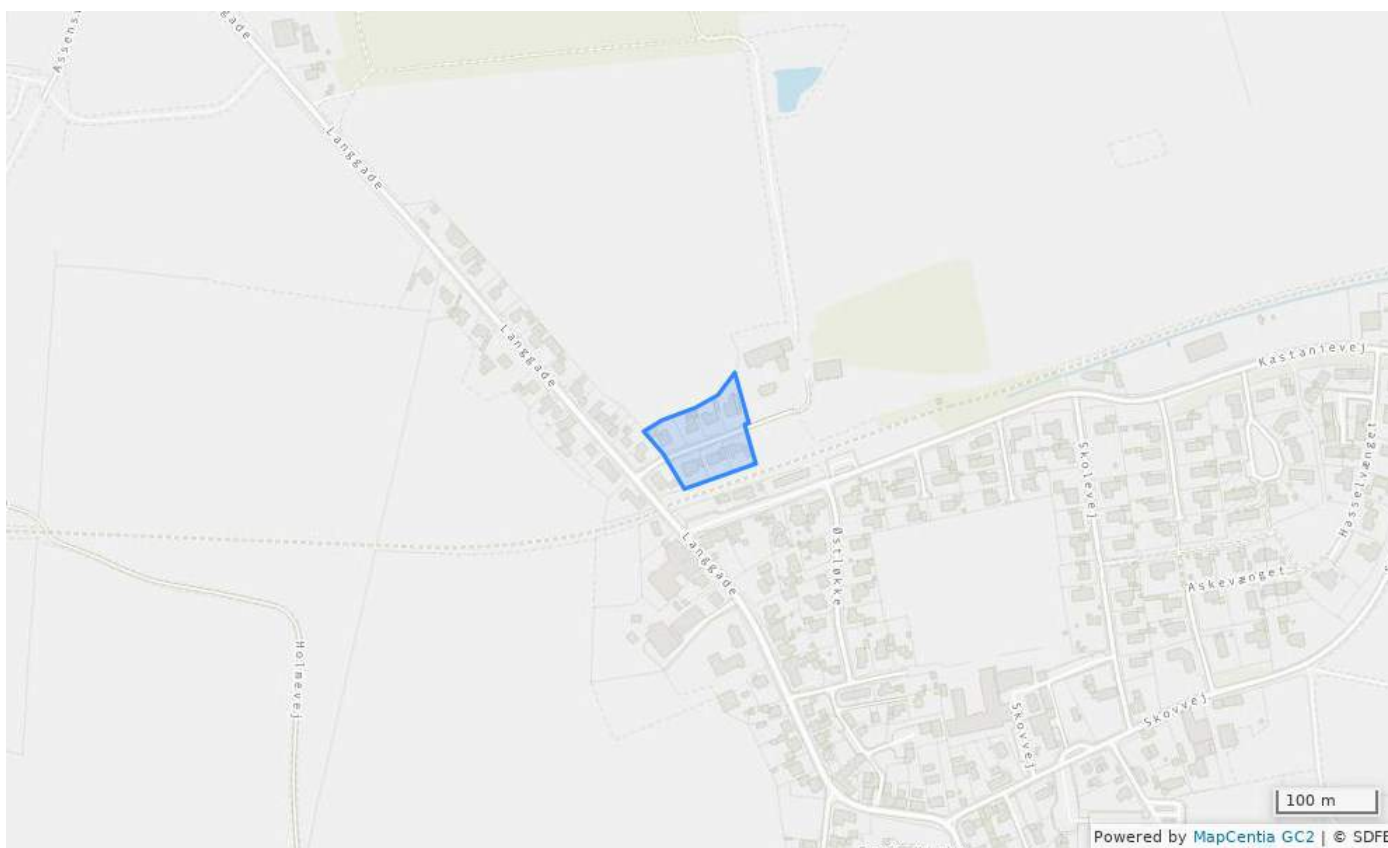 Langgade
Langgade
Kastanievej
Skolevej
Hasselvænget
Østløkke
Langgade
Askevænget
Holmevej
Skovvej
Skovvej
100 m
Powered by MapCentia GC2 | © SDFE